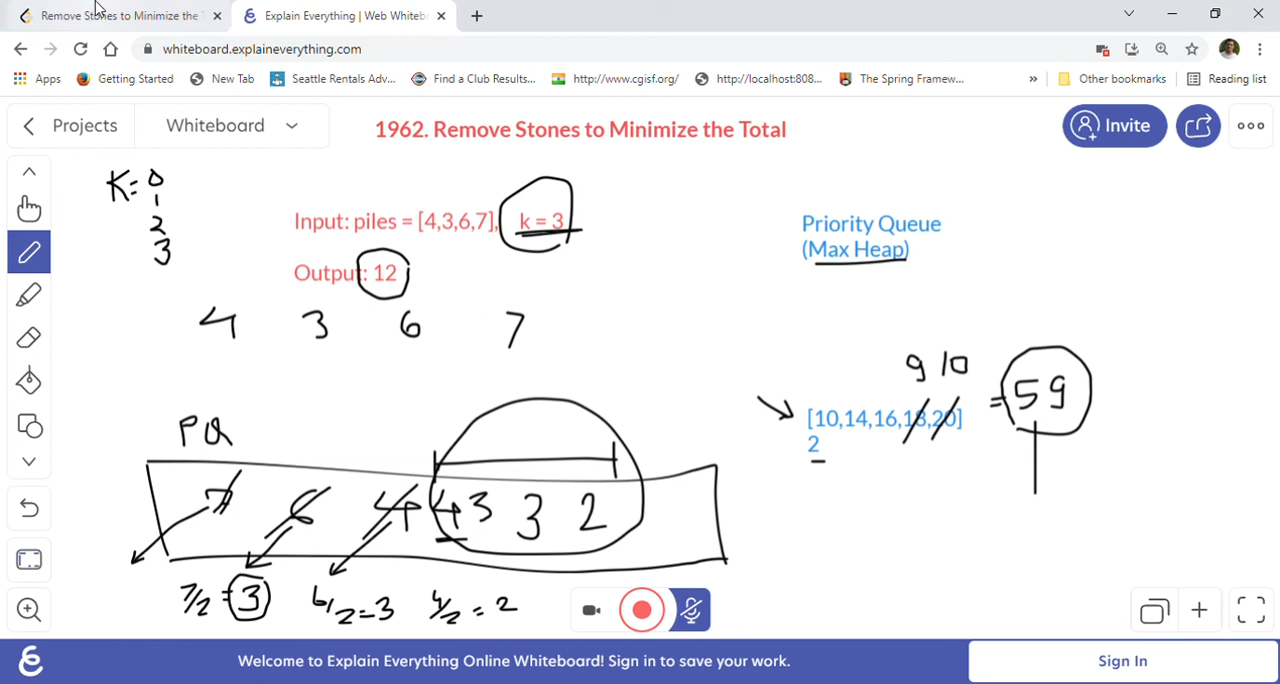 Remove Stones to Minimize the T
Explain Everything | Web Whiteb
whiteboard.explaineverything.com
Apps
Getting Started
New Tab
Seattle Rentals Adv...
Find a Club Results...
http://www.cgisf.org/
http://localhost:808...
The Spring Framew...
»
Other bookmarks
Reading list
Projects
Whiteboard
1962. Remove Stones to Minimize the Total
Invite
K= 0
1
2
3
Input: piles = [4,3,6,7], k = 3
Output: 12
Priority Queue
(Max Heap)
4 3 6 7
9 10
[10,14,16,18,20]
2
= 59
PQ
7 6 4 4 3 3 2
7/2 = 3 6/2 = 3 4/2 = 2
Welcome to Explain Everything Online Whiteboard! Sign in to save your work.
Sign In